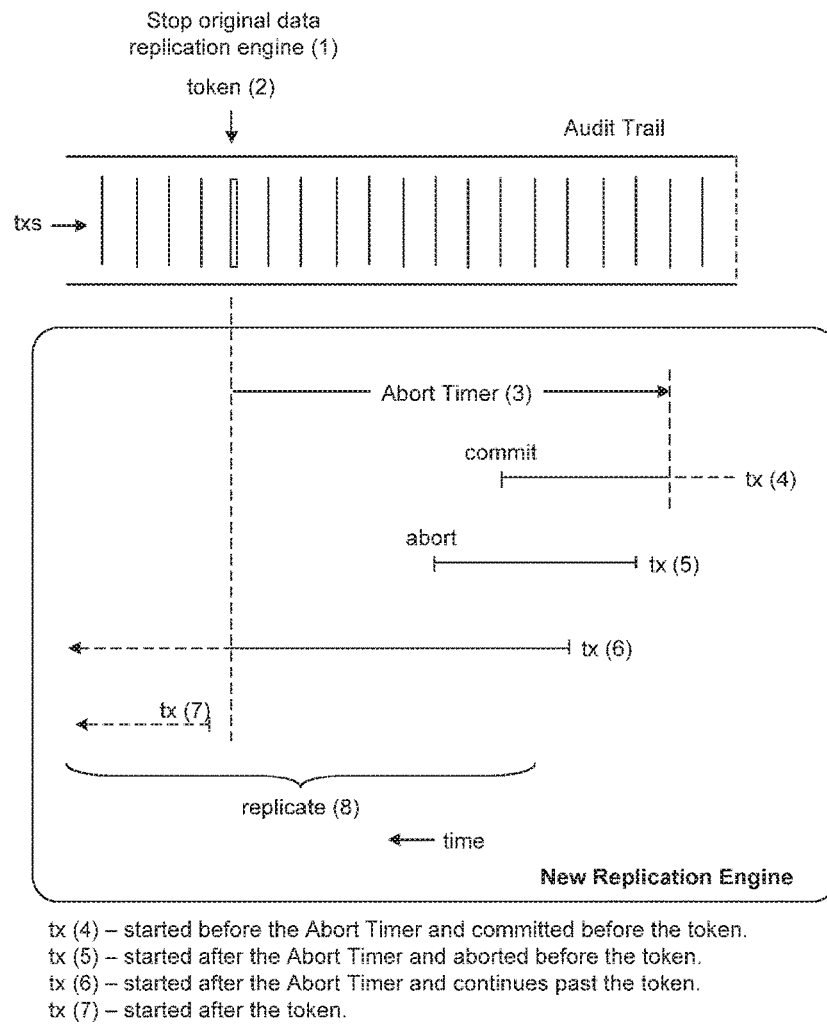 Stop original data
replication engine (1)
token (2)
Audit Trail
txs
Abort Timer (3)
commit
tx (4)
abort
tx (5)
tx (6)
tx (7)
replicate (8)
time
New Replication Engine
tx (4) – started before the Abort Timer and committed before the token.
tx (5) – started after the Abort Timer and aborted before the token.
tx (6) – started after the Abort Timer and continues past the token.
tx (7) – started after the token.